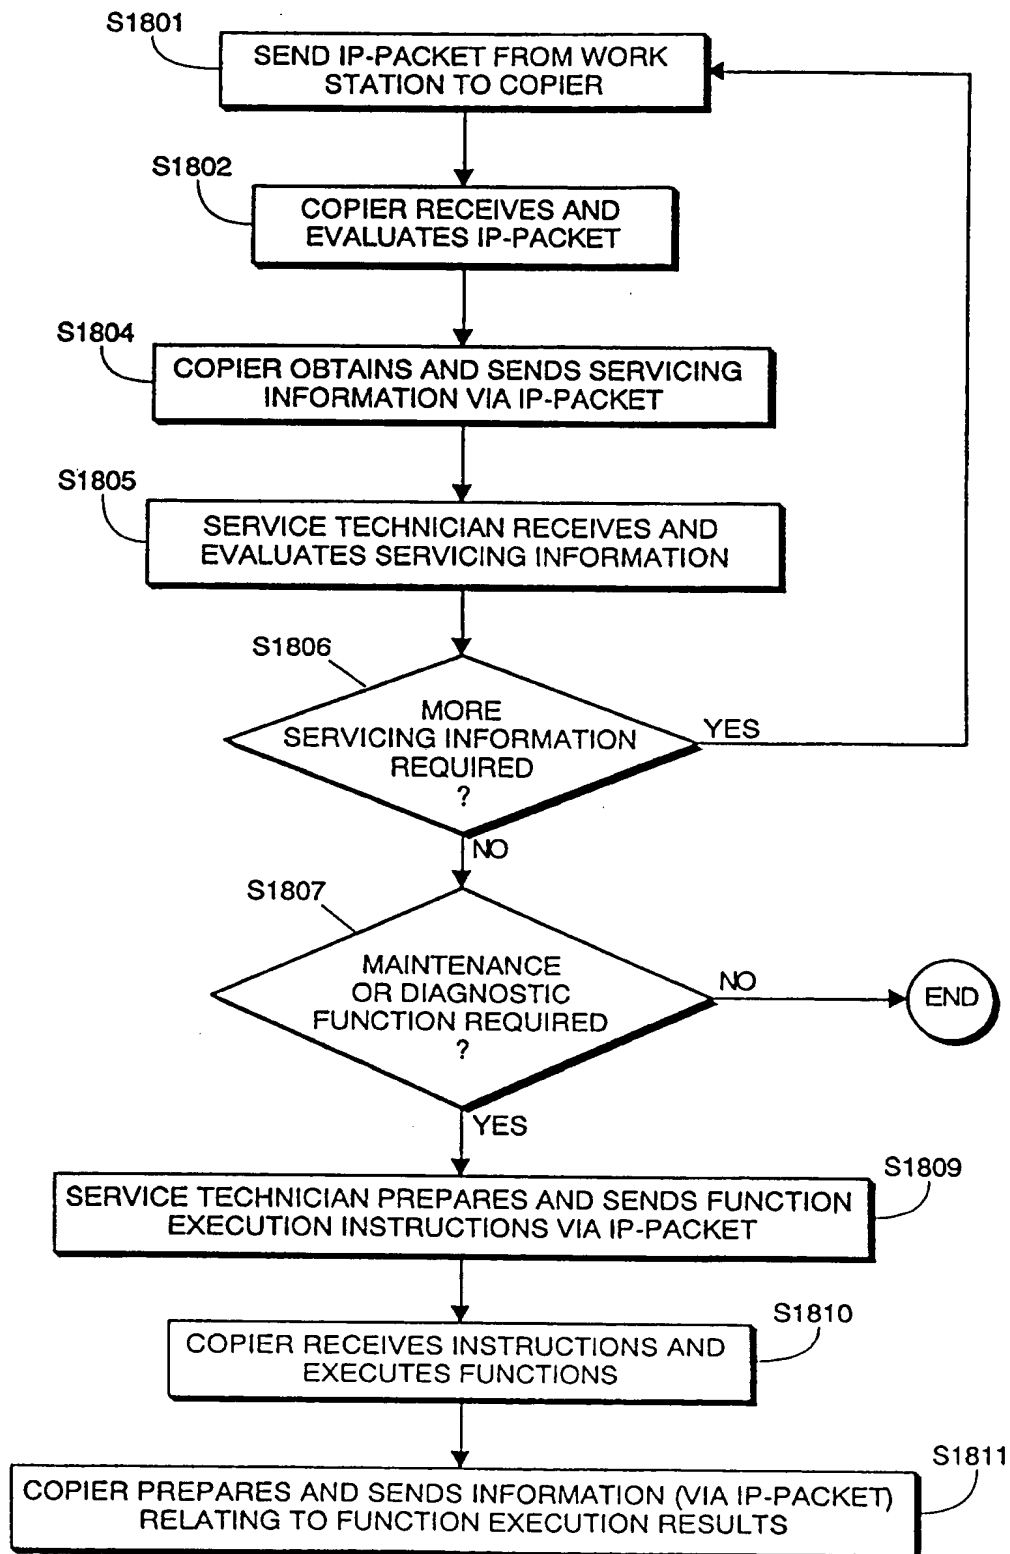 S1801
SEND IP-PACKET FROM WORK
STATION TO COPIER
S1802
COPIER RECEIVES AND
EVALUATES IP-PACKET
S1804
COPIER OBTAINS AND SENDS SERVICING
INFORMATION VIA IP-PACKET
S1805
SERVICE TECHNICIAN RECEIVES AND
EVALUATES SERVICING INFORMATION
S1806
MORE
SERVICING INFORMATION
REQUIRED
?
YES
NO
S1807
MAINTENANCE
OR DIAGNOSTIC
FUNCTION REQUIRED
?
NO
END
YES
S1809
SERVICE TECHNICIAN PREPARES AND SENDS FUNCTION
EXECUTION INSTRUCTIONS VIA IP-PACKET
S1810
COPIER RECEIVES INSTRUCTIONS AND
EXECUTES FUNCTIONS
S1811
COPIER PREPARES AND SENDS INFORMATION (VIA IP-PACKET)
RELATING TO FUNCTION EXECUTION RESULTS